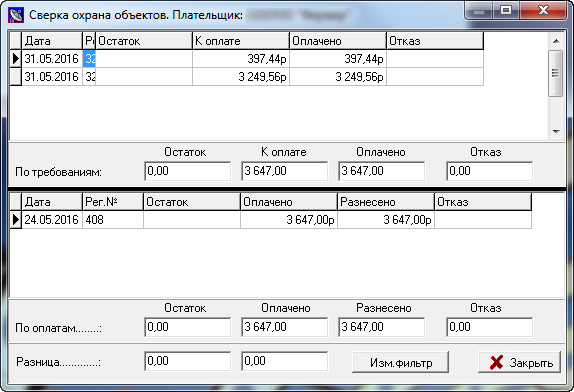 Сверка охрана объектов. Плательщик:
Дата Остаток К оплате Оплачено Отказ
31.05.2016 32 397,44р 397,44р
31.05.2016 32 3 249,56р 3 249,56р
Остаток К оплате Оплачено Отказ
По требованиям: 0,00 3 647,00 3 647,00 0,00
Дата Рег.№ Остаток Оплачено Разнесено Отказ
24.05.2016 408 3 647,00р 3 647,00р
Остаток Оплачено Разнесено Отказ
По оплатам........: 0,00 3 647,00 3 647,00 0,00
Разница.............: 0,00 0,00 Изм.фильтр Закрыть